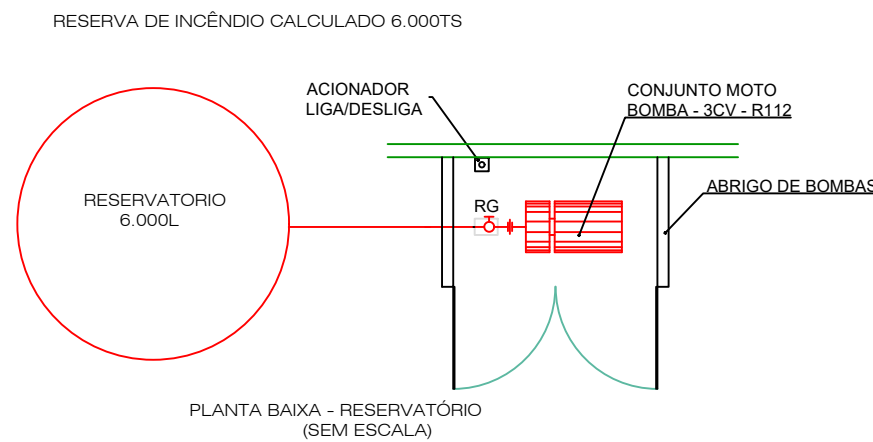 RESERVA DE INCÊNDIO CALCULADO 6.000TS
ACIONADOR
LIGA/DESLIGA
CONJUNTO MOTO
BOMBA - 3CV - R112
RESERVATORIO
6.000L
RG
ABRIGO DE BOMBAS
PLANTA BAIXA - RESERVATÓRIO
(SEM ESCALA)